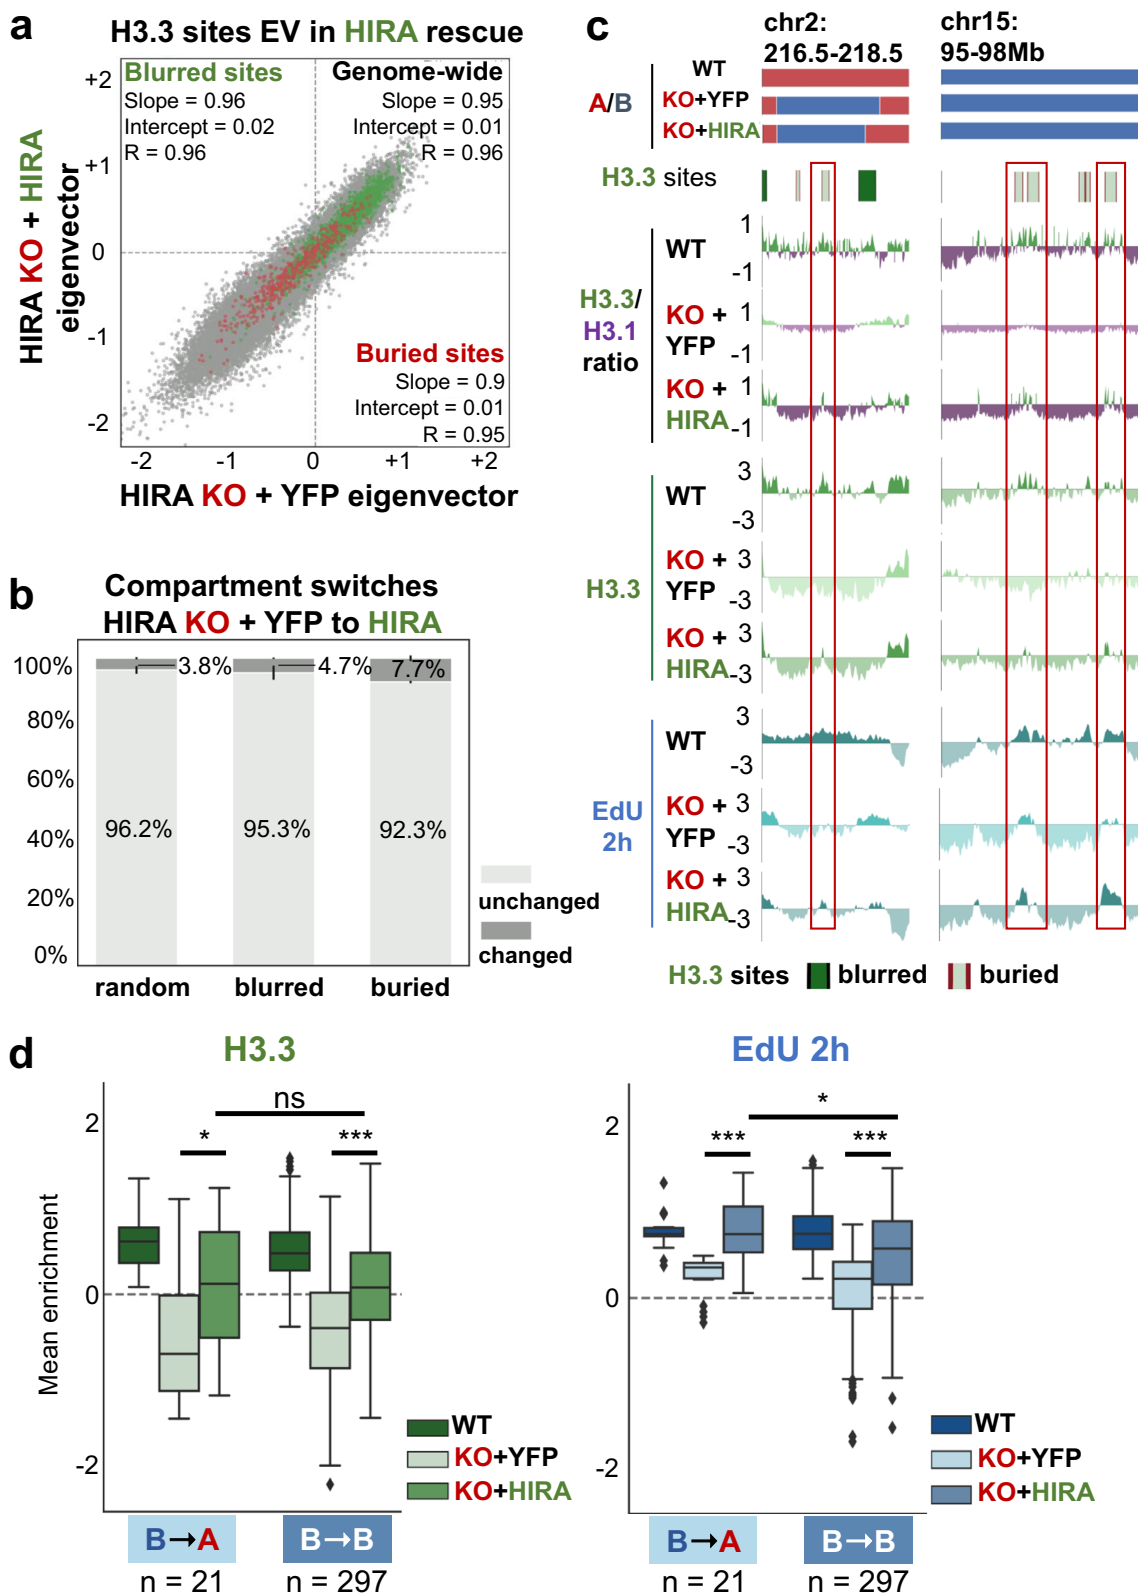 a
H3.3 sites EV in HIRA rescue
Blurred sites
Slope = 0.96
Intercept = 0.02
R = 0.96
Genome-wide
Slope = 0.95
Intercept = 0.01
R = 0.96
Buried sites
Slope = 0.9
Intercept = 0.01
R = 0.95
+2
+1
0
-1
-2
HIRA KO + HIRA
eigenvector
-2
-1
0
+1
+2
HIRA KO + YFP eigenvector
b
Compartment switches
HIRA KO + YFP to HIRA
100%
80%
60%
40%
20%
0%
3.8%
4.7%
7.7%
96.2%
95.3%
92.3%
random
blurred
buried
unchanged
changed
c
chr2:
216.5-218.5
chr15:
95-98Mb
A/B
WT
KO+YFP
KO+HIRA
H3.3 sites
H3.3/
H3.1
ratio
WT
1
-1
KO +
YFP
1
-1
KO +
HIRA
1
-1
H3.3
WT
3
-3
KO +
YFP
3
-3
KO +
HIRA
3
-3
EdU
2h
WT
3
-3
KO +
YFP
3
-3
KO +
HIRA
3
-3
H3.3 sites
blurred
buried
d
H3.3
Mean enrichment
2
0
-2
ns
*
***
WT
KO+YFP
KO+HIRA
B→A
B→B
n = 21
n = 297
EdU 2h
2
0
-2
*
***
***
WT
KO+YFP
KO+HIRA
B→A
B→B
n = 21
n = 297